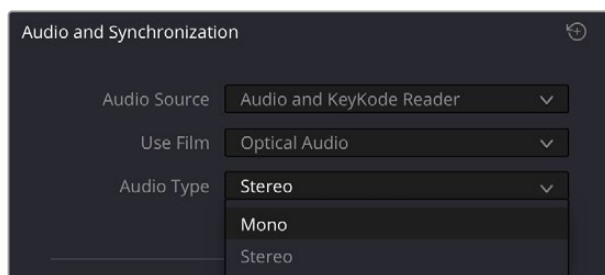 Audio and Synchronization
Audio Source Audio and KeyKode Reader
Use Film Optical Audio
Audio Type Stereo
Mono
Stereo